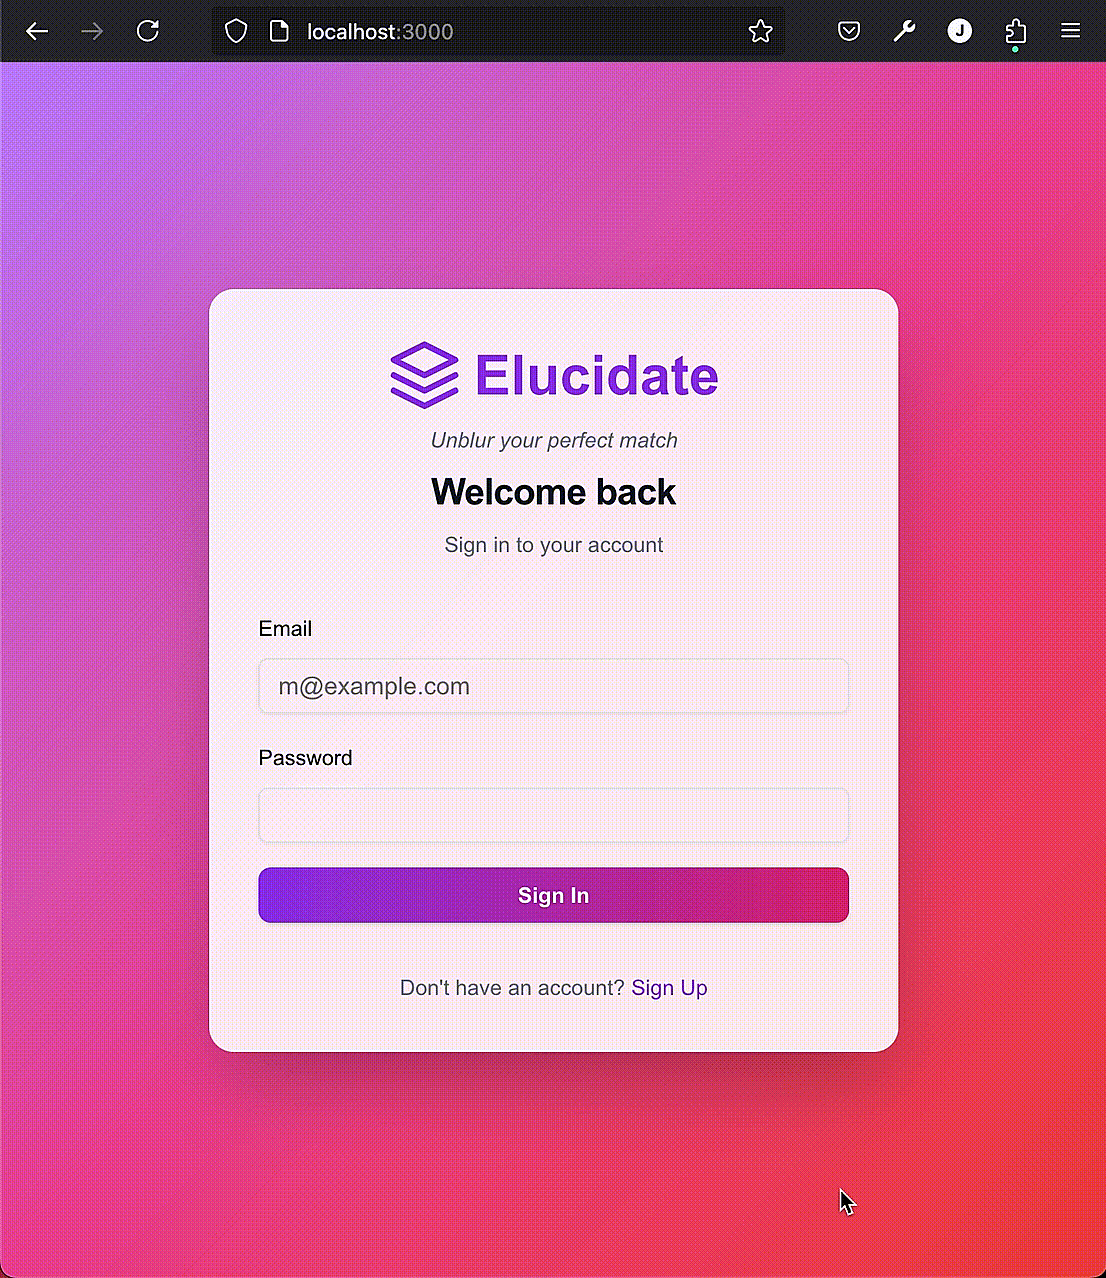 localhost:3000
J
Elucidate
Unblur your perfect match
Welcome back
Sign in to your account
Email
m@example.com
Password
Sign In
Don't have an account? Sign Up